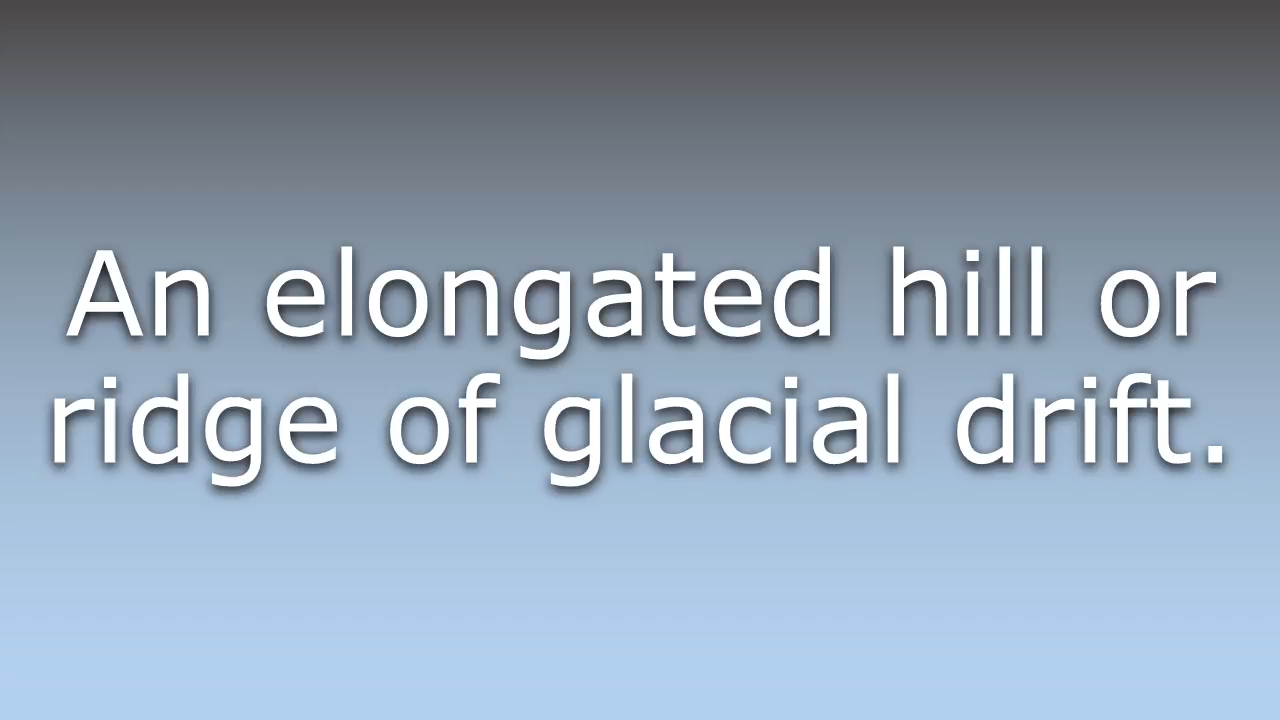 An elongated hill or
ridge of glacial drift.